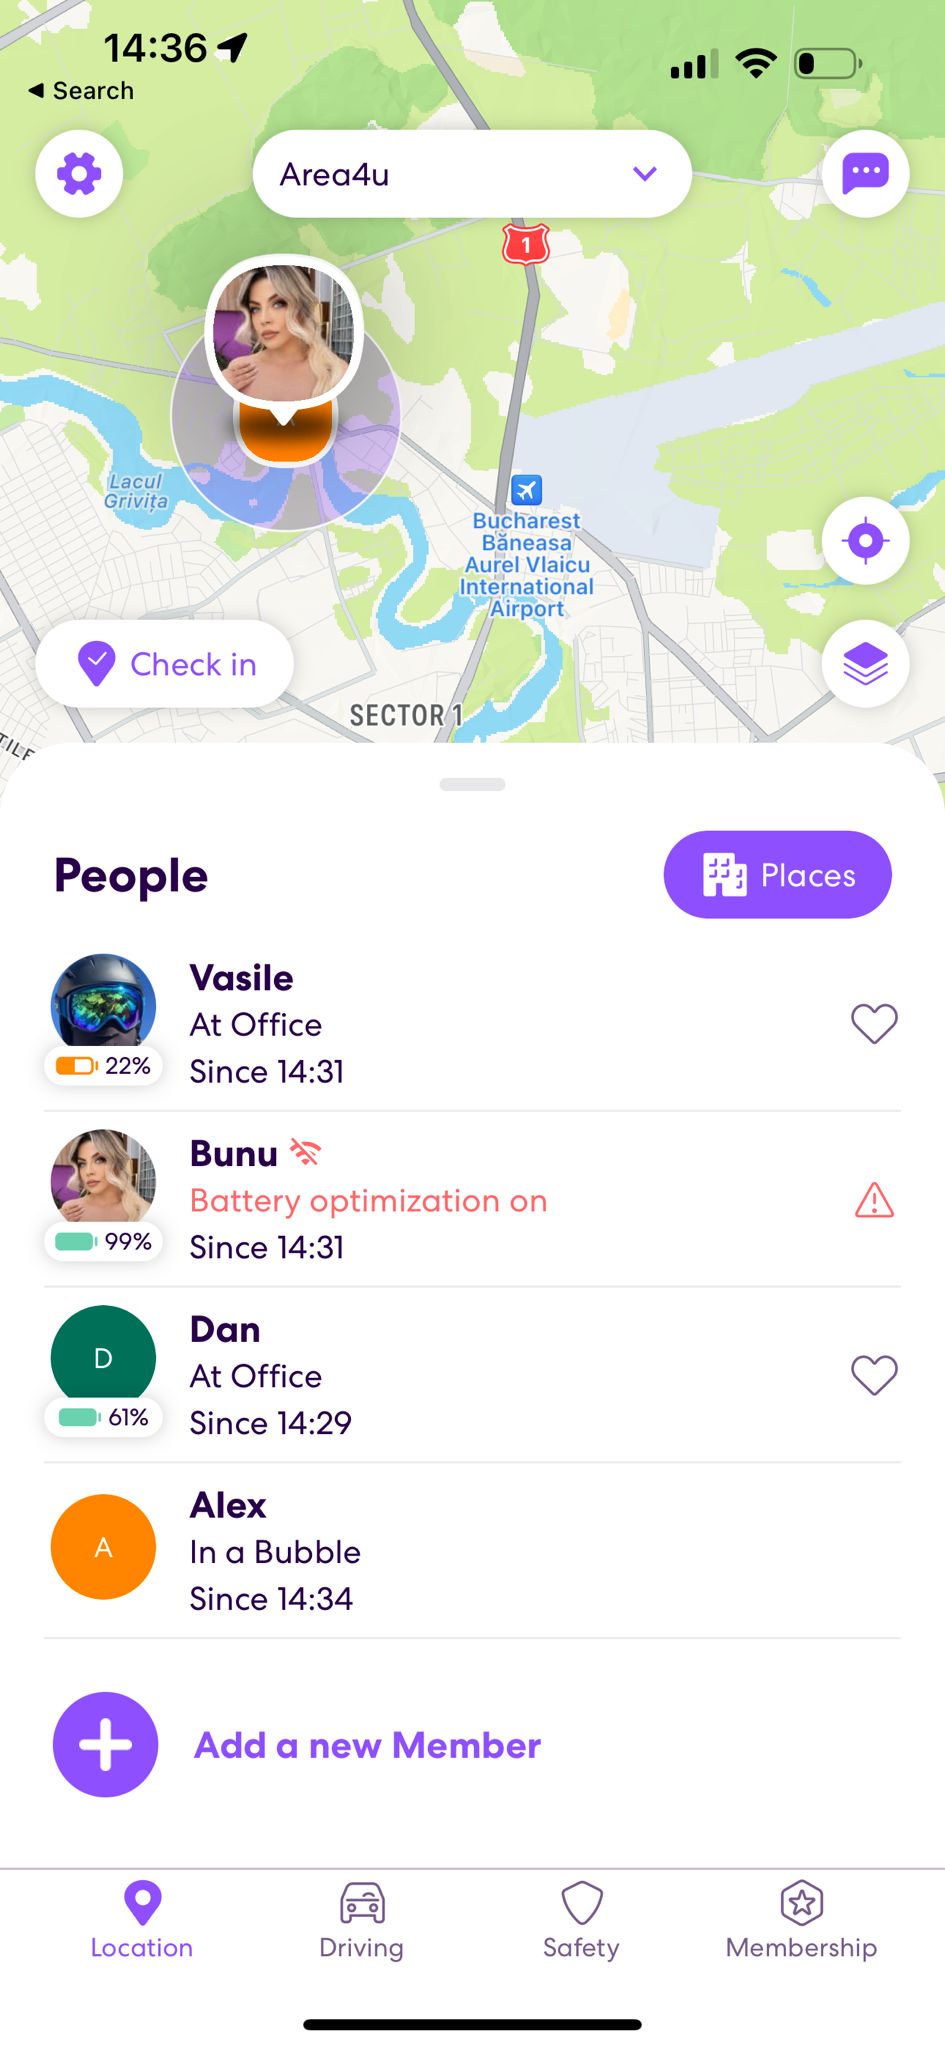 14:36
◀ Search
Area4u
1
Lacul
Grivița
Bucharest
Băneasa
Aurel Vlaicu
International
Airport
Check in
SECTOR 1
People
Places
Vasile
At Office
22%
Since 14:31
Bunu
Battery optimization on
99%
Since 14:31
D
Dan
At Office
61%
Since 14:29
A
Alex
In a Bubble
Since 14:34
Add a new Member
Location
Driving
Safety
Membership